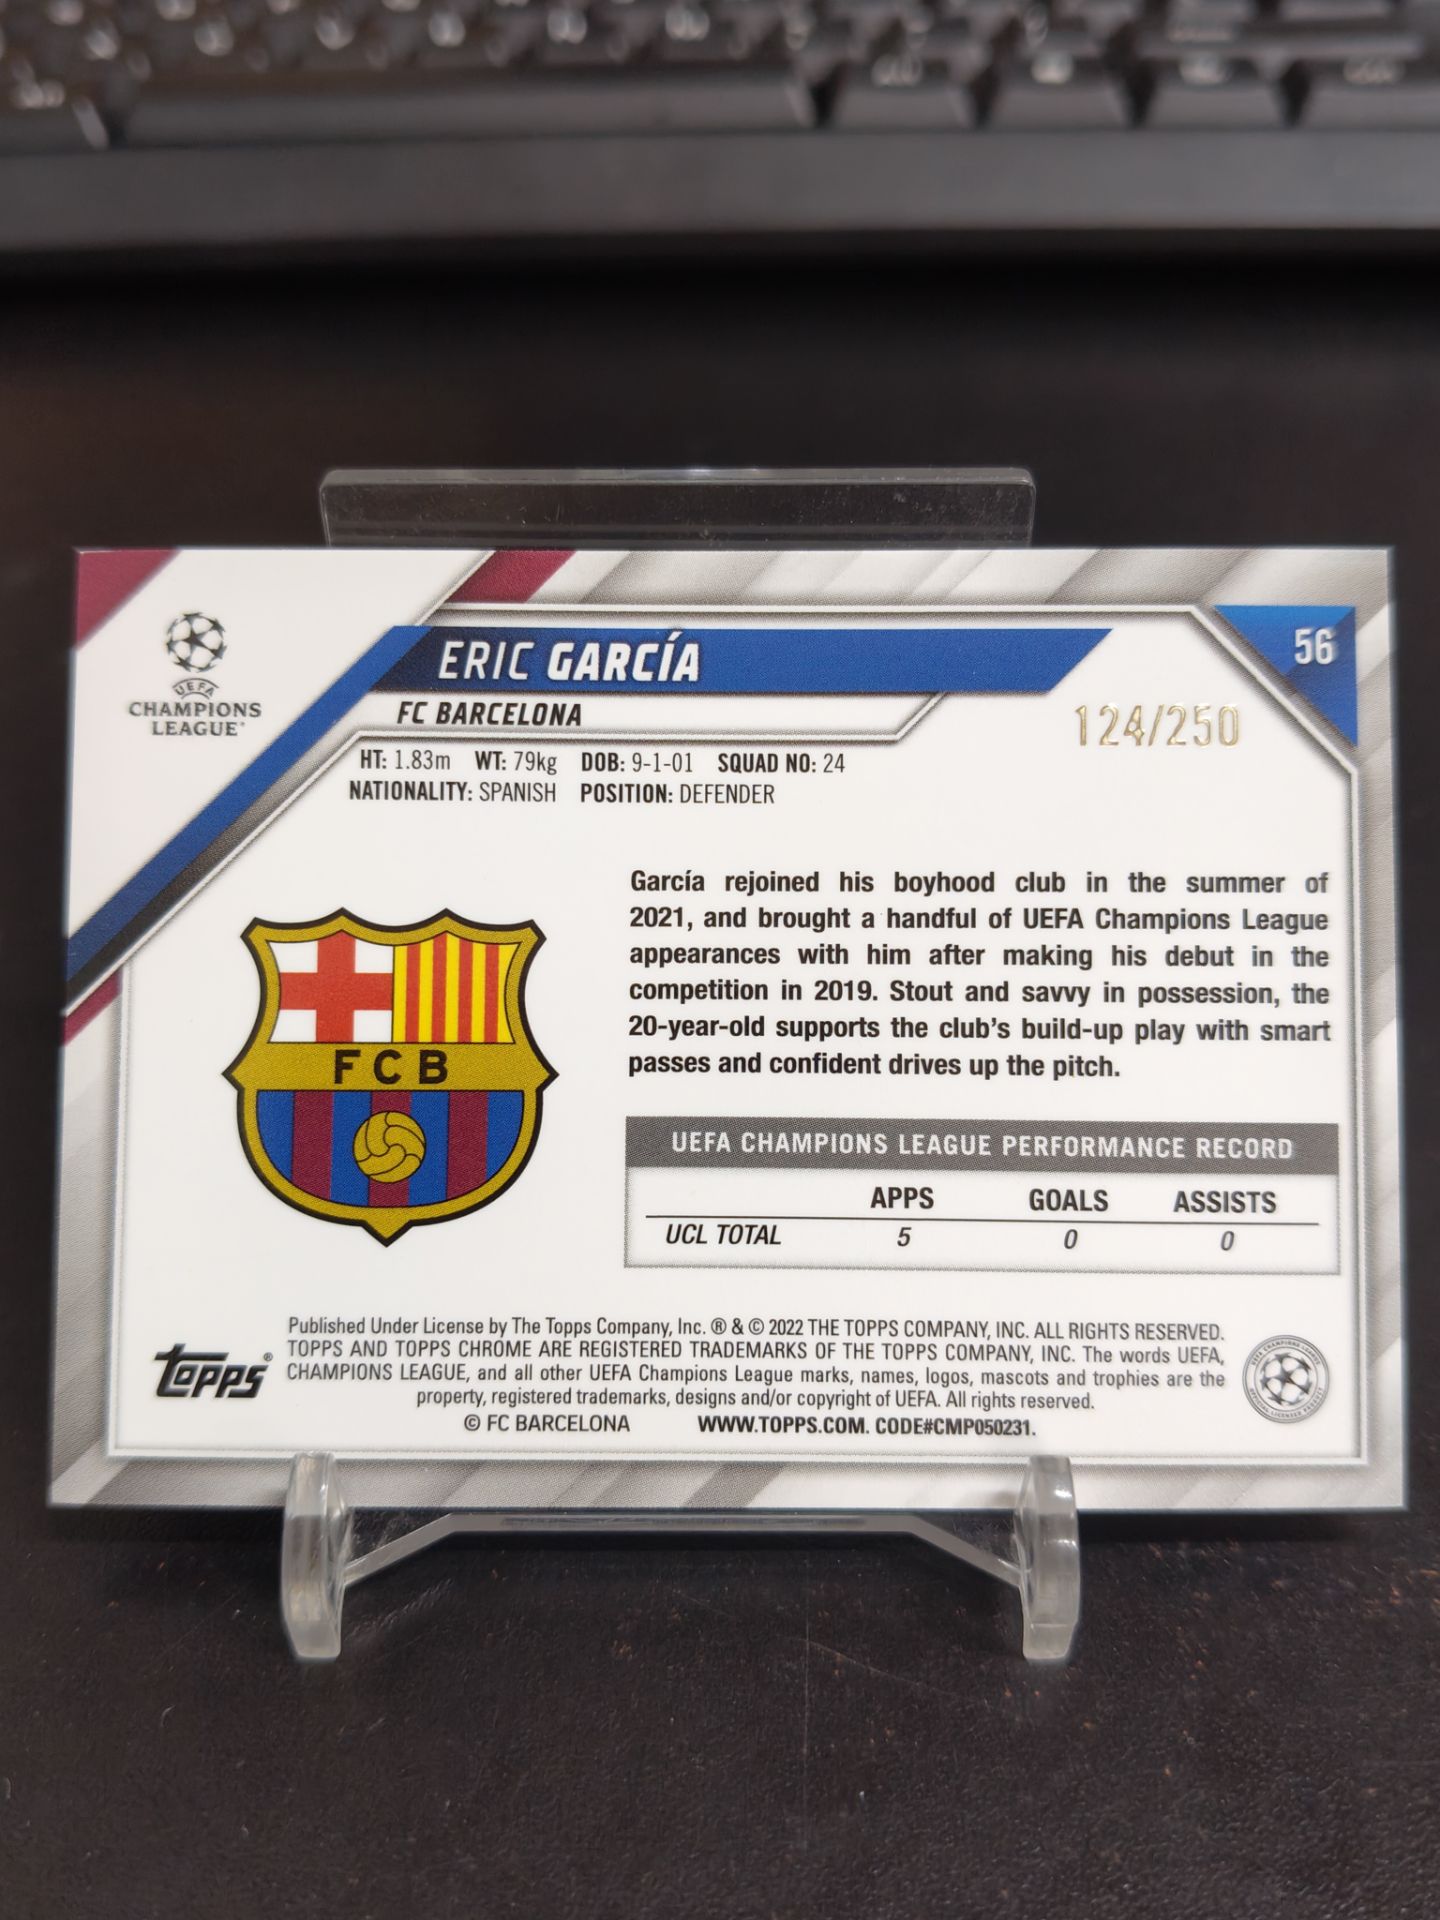 UEFA
CHAMPIONS
LEAGUE
ERIC GARCÍA
56
FC BARCELONA
124/250
HT: 1.83m WT: 79kg DOB: 9-1-01 SQUAD NO: 24
NATIONALITY: SPANISH POSITION: DEFENDER
García rejoined his boyhood club in the summer of
2021, and brought a handful of UEFA Champions League
appearances with him after making his debut in the
competition in 2019. Stout and savvy in possession, the
20-year-old supports the club's build-up play with smart
passes and confident drives up the pitch.
FCB
UEFA CHAMPIONS LEAGUE PERFORMANCE RECORD
APPS GOALS ASSISTS
UCL TOTAL 5 0 0
topps®
Published Under License by The Topps Company, Inc. ® & © 2022 THE TOPPS COMPANY, INC. ALL RIGHTS RESERVED.
TOPPS AND TOPPS CHROME ARE REGISTERED TRADEMARKS OF THE TOPPS COMPANY, INC. The words UEFA,
CHAMPIONS LEAGUE, and all other UEFA Champions League marks, names, logos, mascots and trophies are the
property, registered trademarks, designs and/or copyright of UEFA. All rights reserved.
© FC BARCELONA WWW.TOPPS.COM. CODE#CMP050231.